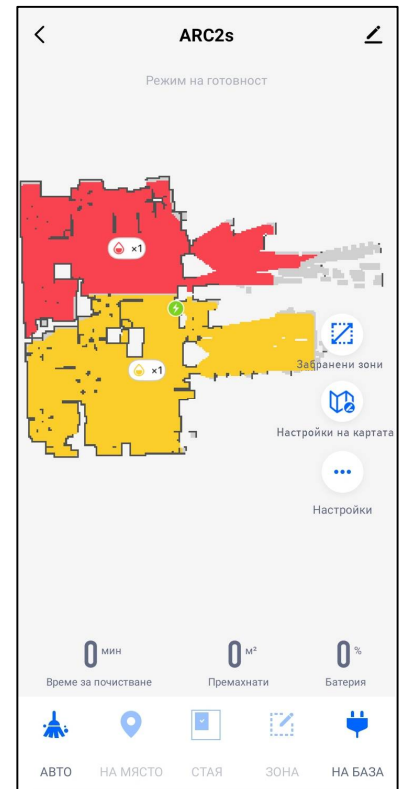 ARC2s
Режим на готовност
×1
×1
Забранени зони
Настройки на картата
Настройки
0 мин
0 м²
0 %
Време за почистване
Премахнати
Батерия
АВТО
НА МЯСТО
СТАЯ
ЗОНА
НА БАЗА